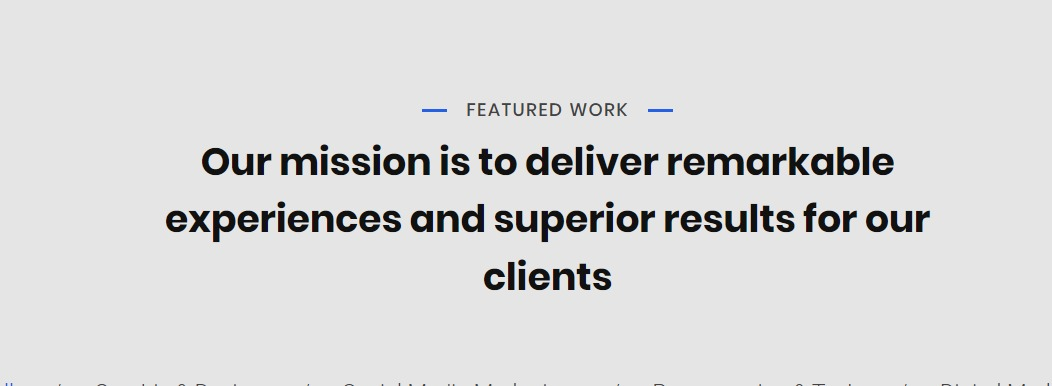 FEATURED WORK
Our mission is to deliver remarkable
experiences and superior results for our
clients